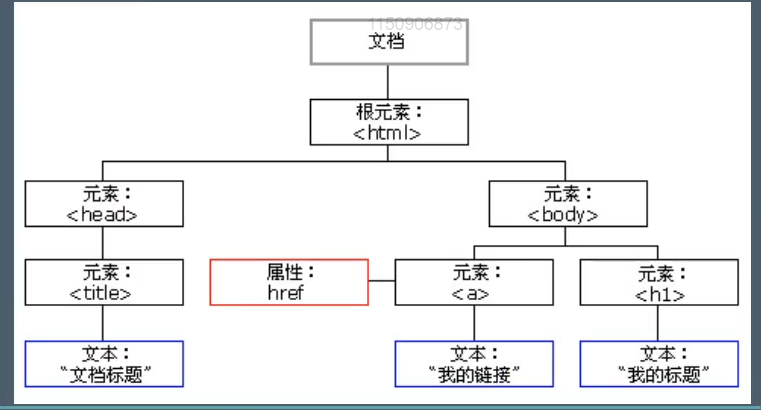 1150906873
文档
根元素：
<html>
元素：
<head>
元素：
<body>
元素：
<title>
属性：
href
元素：
<a>
元素：
<h1>
文本：
“文档标题”
文本：
“我的链接”
文本：
“我的标题”